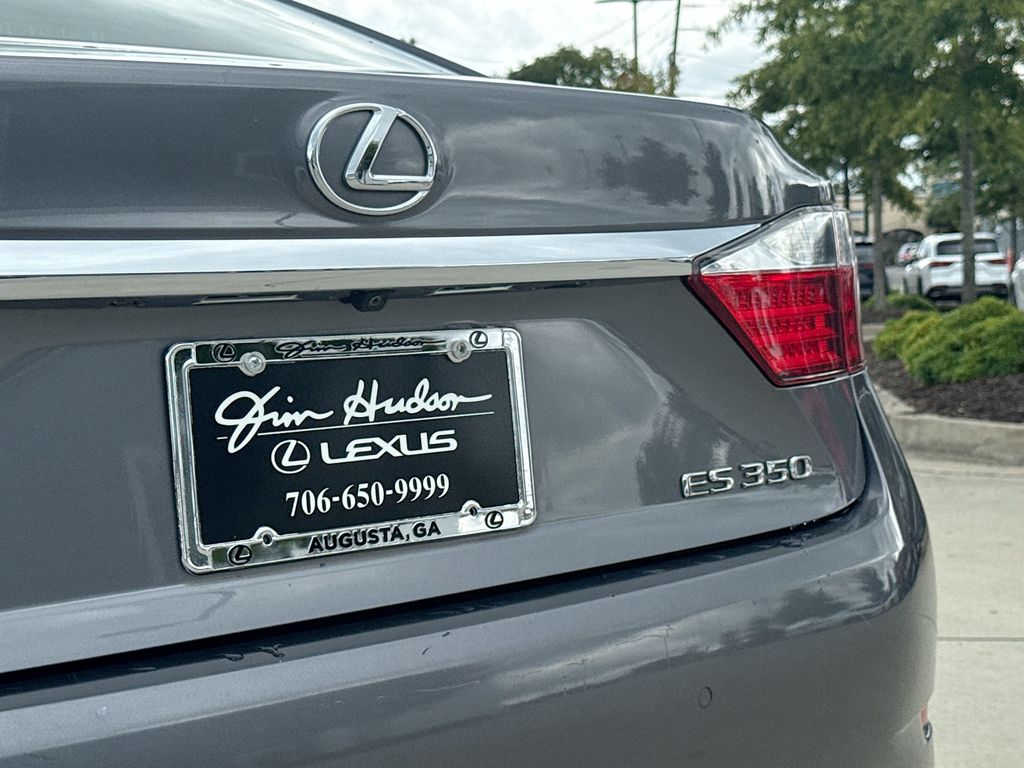 Jim Hudson
Jim Hudson
LEXUS
706-650-9999
AUGUSTA, GA
ES 350